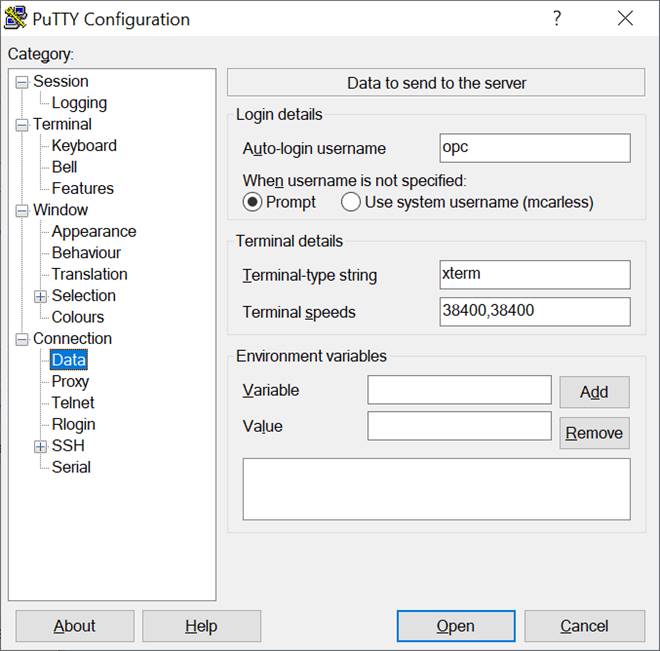 PuTTY Configuration
?
Category:
Session
Logging
Terminal
Keyboard
Bell
Features
Window
Appearance
Behaviour
Translation
Selection
Colours
Connection
Data
Proxy
Telnet
Rlogin
SSH
Serial
Data to send to the server
Login details
Auto-login username
opc
When username is not specified:
Prompt Use system username (mcarless)
Terminal details
Terminal-type string
xterm
Terminal speeds
38400,38400
Environment variables
Variable
Add
Value
Remove
About
Help
Open
Cancel